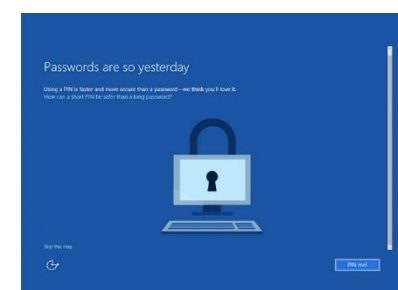 Passwords are so yesterday
Using a PIN is faster and more secure than a password—we think you'll love it.
How can a short PIN be safer than a long password?
Skip this step
PIN me!